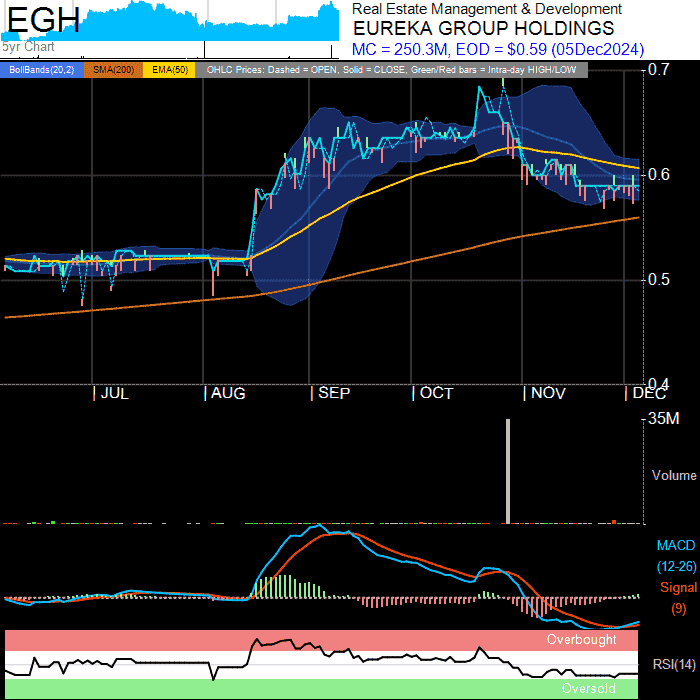 EGH
5yr Chart
Real Estate Management & Development
EUREKA GROUP HOLDINGS
MC = 250.3M, EOD = $0.59 (05Dec2024)
BollBands(20,2) SMA(200) EMA(50) OHLC Prices: Dashed = OPEN, Solid = CLOSE, Green/Red bars = Intra-day HIGH/LOW
0.7
0.6
0.5
0.4
JUL AUG SEP OCT NOV DEC
35M
Volume
MACD
(12-26)
Signal
(9)
Overbought
RSI(14)
Oversold